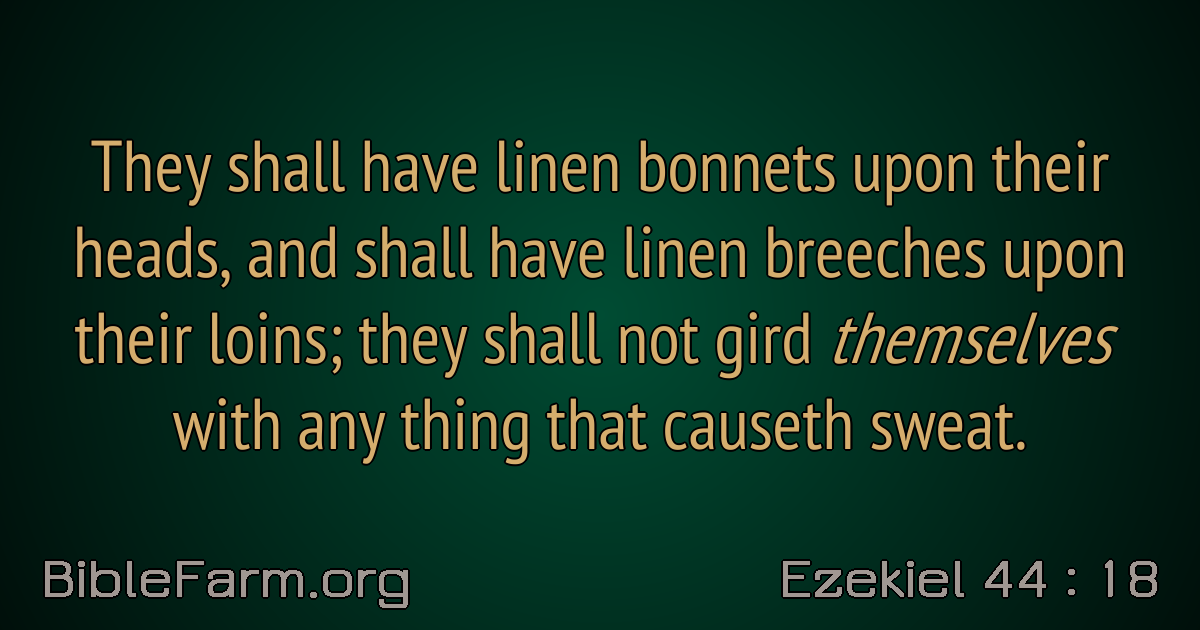 They shall have linen bonnets upon their
heads, and shall have linen breeches upon
their loins; they shall not gird themselves
with any thing that causeth sweat.
BibleFarm.org
Ezekiel 44 : 18